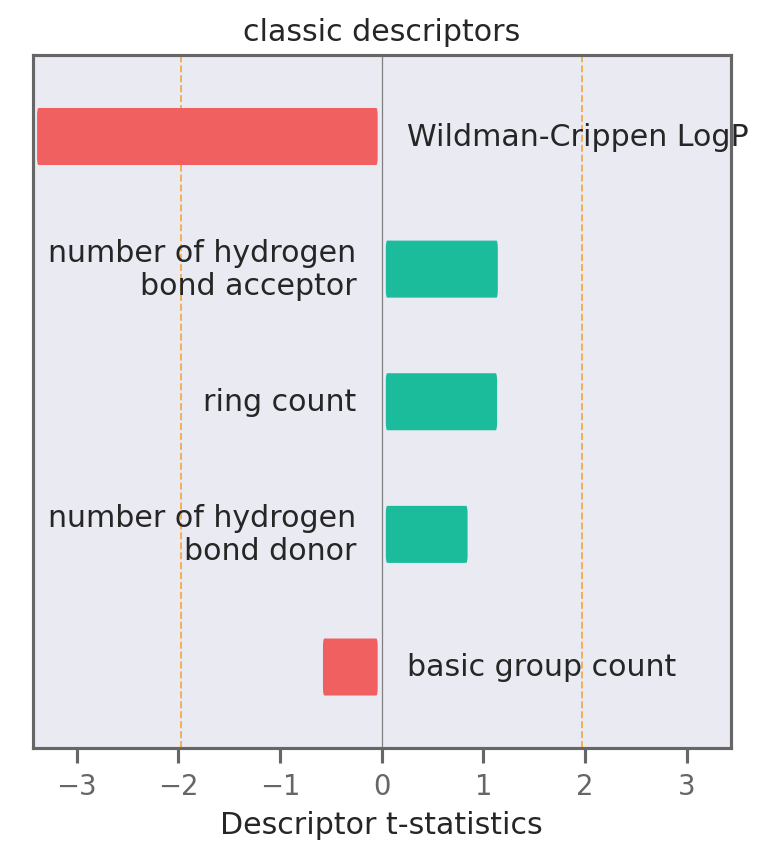 classic descriptors
Wildman-Crippen LogP
number of hydrogen
bond acceptor
ring count
number of hydrogen
bond donor
basic group count
−3 −2 −1 0 1 2 3
Descriptor t-statistics